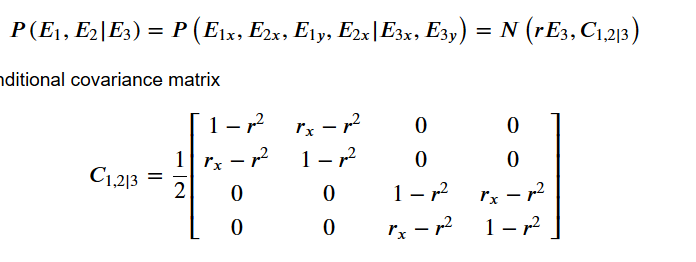 P(E₁, E₂|E₃) = P(E₁ₓ, E₂ₓ, E₁ᵧ, E₂ₓ|E₃ₓ, E₃ᵧ) = N(rE₃, C₁,₂|₃)
nditional covariance matrix
1 − r² rₓ − r² 0 0
rₓ − r² 1 − r² 0 0
C₁,₂|₃ = 1/2
0 0 1 − r² rₓ − r²
0 0 rₓ − r² 1 − r²